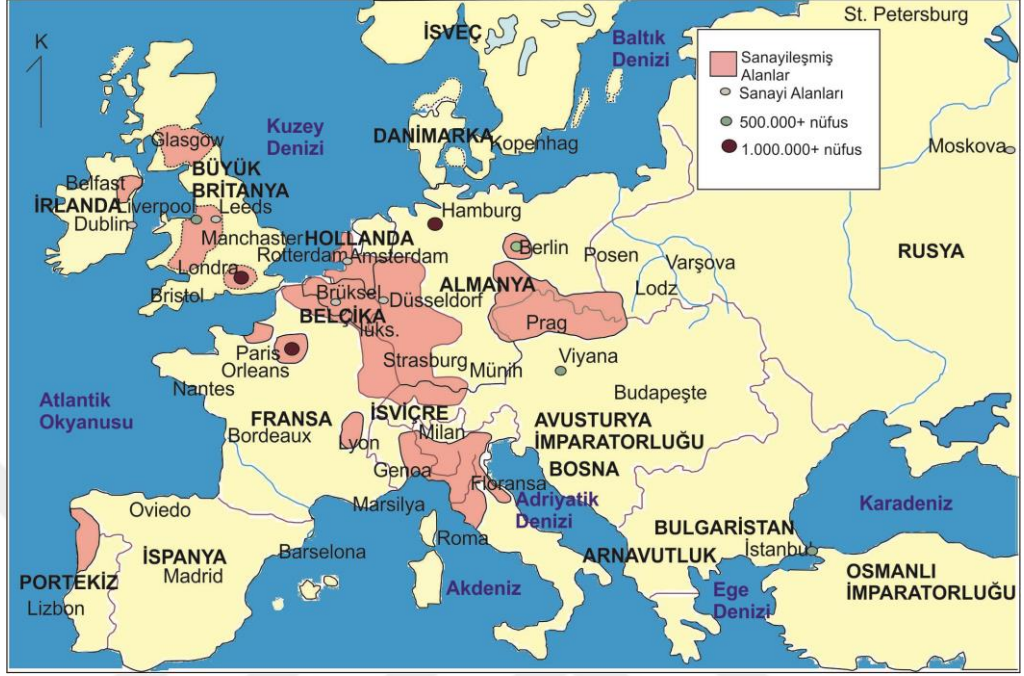 K
İSVEÇ
Baltık
Denizi
St. Petersburg
Sanayileşmiş
Alanlar
Sanayi Alanları
500.000+ nüfus
1.000.000+ nüfus
Moskova
Kuzey
Denizi
DANİMARKA
Kopenhag
Glasgow
BÜYÜK
BRİTANYA
Belfast
İRLANDA
Liverpool
Leeds
Dublin
Manchaster
HOLLANDA
Hamburg
Rotterdam
Amsterdam
Berlin
Posen
Varşova
RUSYA
Londra
Bristol
Brüksel
Düsseldorf
ALMANYA
Lodz
BELÇİKA
lüks.
Prag
Paris
Orleans
Strasburg
Münih
Viyana
Nantes
Budapeşte
Atlantik
Okyanusu
FRANSA
İSVİÇRE
Bordeaux
Lyon
Milan
AVUSTURYA
İMPARATORLUĞU
BOSNA
Genoa
Floransa
Marsilya
Adriyatik
Denizi
Karadeniz
Oviedo
Roma
BULGARİSTAN
İstanbul
Barselona
ARNAVUTLUK
İSPANYA
Madrid
PORTEKİZ
Lizbon
Akdeniz
Ege
Denizi
OSMANLI
İMPARATORLUĞU